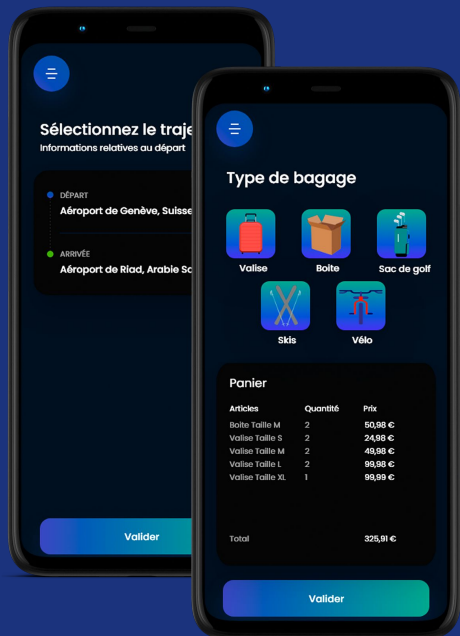 Sélectionnez le traje
Informations relatives au départ
DÉPART
Aéroport de Genève, Suisse
ARRIVÉE
Aéroport de Riad, Arabie Sa
Valider
Type de bagage
Valise
Boite
Sac de golf
Skis
Vélo
Panier
Articles Quantité Prix
Boite Taille M 2 50,98 €
Valise Taille S 2 24,98 €
Valise Taille M 2 49,98 €
Valise Taille L 2 99,98 €
Valise Taille XL 1 99,99 €
Total 325,91 €
Valider